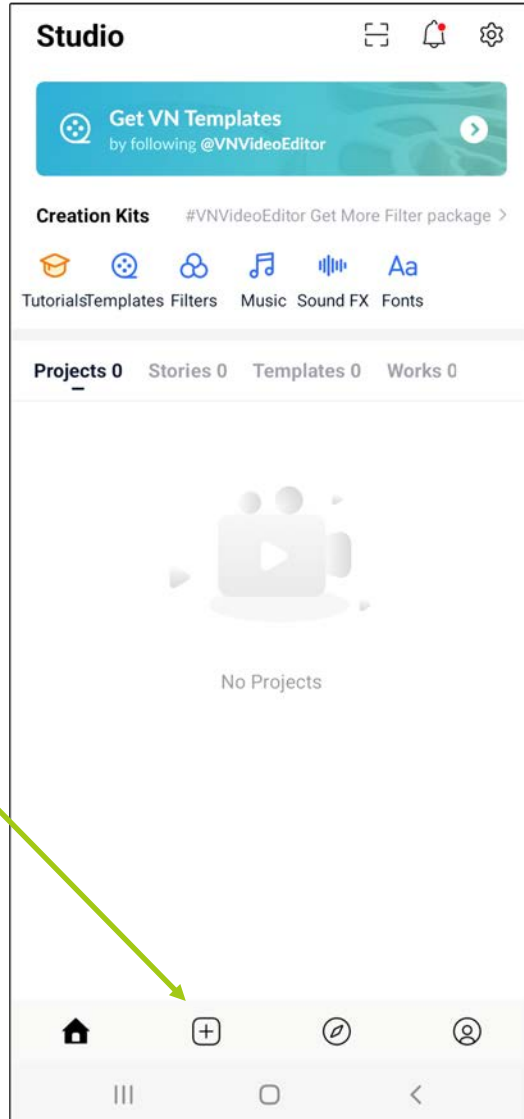 Studio
Get VN Templates
by following @VNVideoEditor
Creation Kits #VNVideoEditor Get More Filter package >
Tutorials Templates Filters Music Sound FX Fonts
Projects 0 Stories 0 Templates 0 Works 0
No Projects